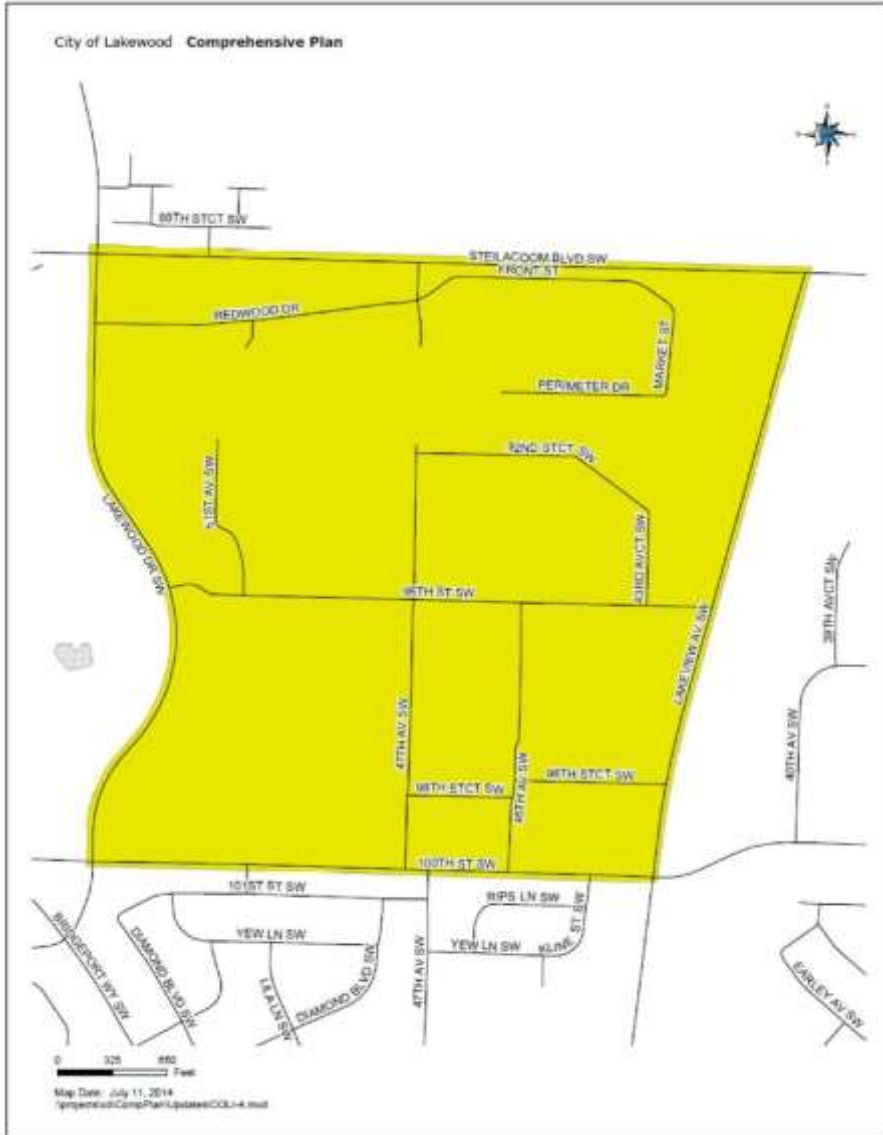 City of Lakewood Comprehensive Plan
88TH STCT SW
STEILACOOM BLVD SW
FRONT ST
REDWOOD DR
MARKET ST
PERIMETER DR
92ND STCT SW
51ST AV SW
LAKEWOOD DR SW
43RD AVCT SW
96TH ST SW
39TH AVCT SW
LAKEVIEW AV SW
47TH AV SW
40TH AV SW
98TH STCT SW
98TH STCT SW
46TH AV SW
100TH ST SW
101ST ST SW
RIPS LN SW
KLINE ST SW
BRIDGEPORT WY SW
DIAMOND BLVD SW
YEW LN SW
YEW LN SW
47TH AV SW
LILA LN SW
DIAMOND BLVD SW
EARLEY AV SW
0 325 650
Feet
Map Date: July 11, 2014